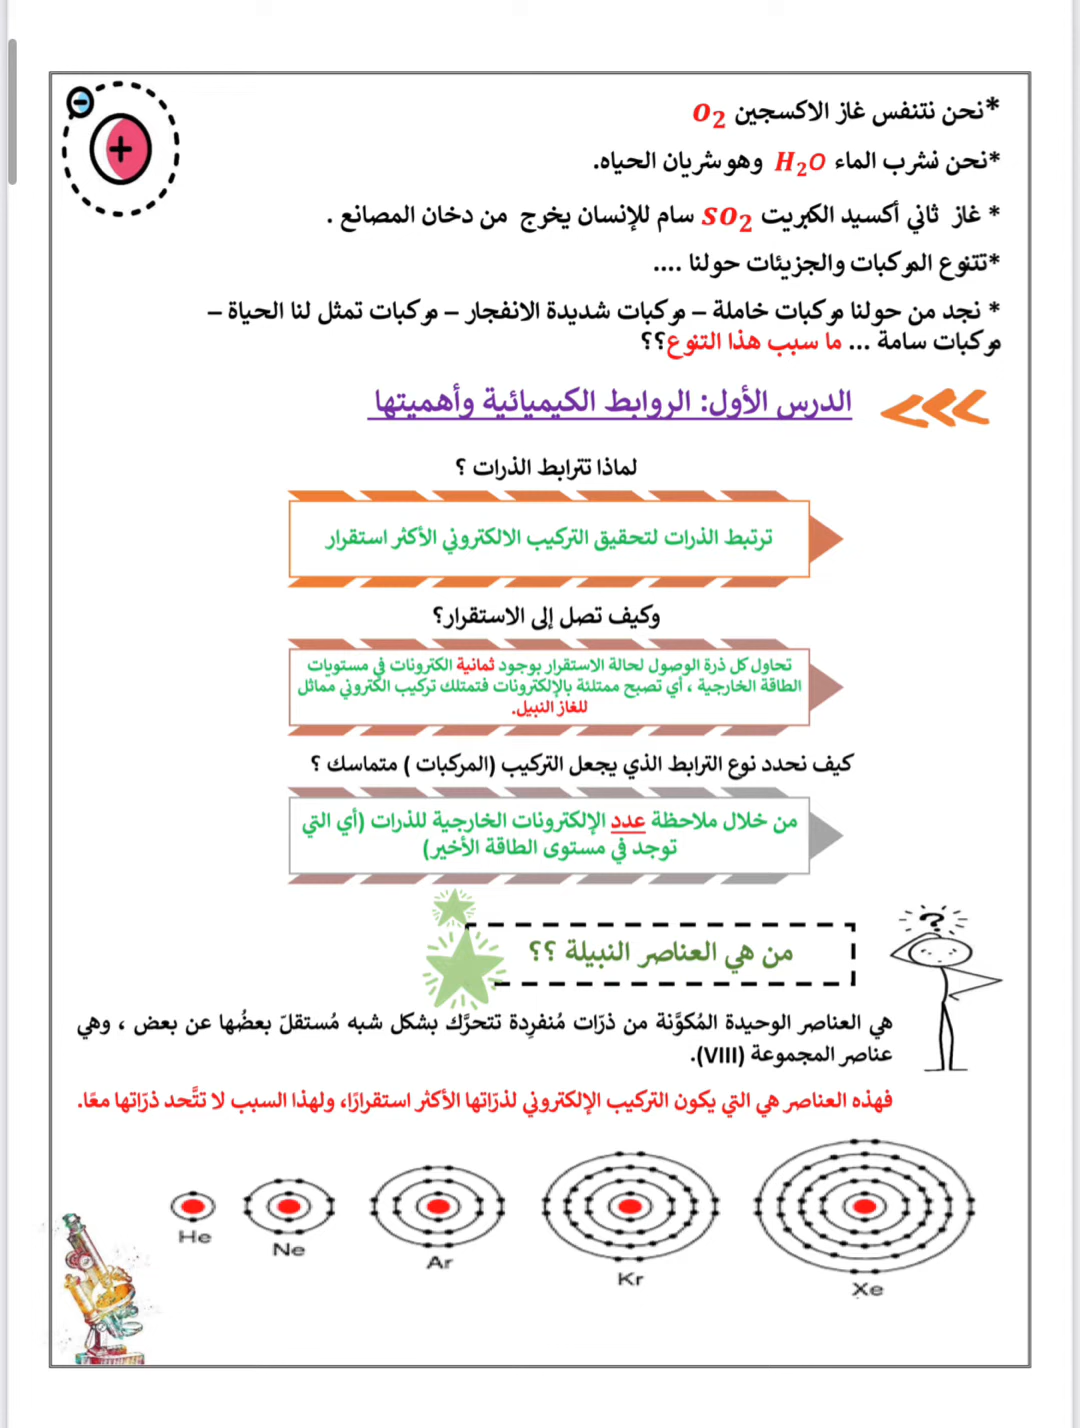 *نحن نتنفس غاز الاكسجين O2
*نحن نشرب الماء H2O وهو شريان الحياه.
* غاز ثاني أكسيد الكبريت SO2 سام للإنسان يخرج من دخان المصانع .
*تتنوع المركبات والجزيئات حولنا ....
* نجد من حولنا مركبات خاملة – مركبات شديدة الانفجار – مركبات تمثل لنا الحياة –
مركبات سامة ... ما سبب هذا التنوع؟؟
الدرس الأول: الروابط الكيميائية وأهميتها
لماذا تترابط الذرات ؟
ترتبط الذرات لتحقيق التركيب الالكتروني الأكثر استقرار
وكيف تصل إلى الاستقرار؟
تحاول كل ذرة الوصول لحالة الاستقرار بوجود ثمانية الكترونات في مستويات
الطاقة الخارجية ، أي تصبح ممتلئة بالإلكترونات فتمتلك تركيب الكتروني مماثل
للغاز النبيل.
كيف نحدد نوع الترابط الذي يجعل التركيب (المركبات ) متماسك ؟
من خلال ملاحظة عدد الإلكترونات الخارجية للذرات (أي التي
توجد في مستوى الطاقة الأخير)
?
من هي العناصر النبيلة ؟؟
هي العناصر الوحيدة المُكوَّنة من ذرّات مُنفرِدة تتحرَّك بشكل شبه مُستقلّ بعضُها عن بعض ، وهي
عناصر المجموعة (VIII).
فهذه العناصر هي التي يكون التركيب الإلكتروني لذرّاتها الأكثر استقرارًا، ولهذا السبب لا تتَّحد ذرّاتها معًا.
He
Ne
Ar
Kr
Xe